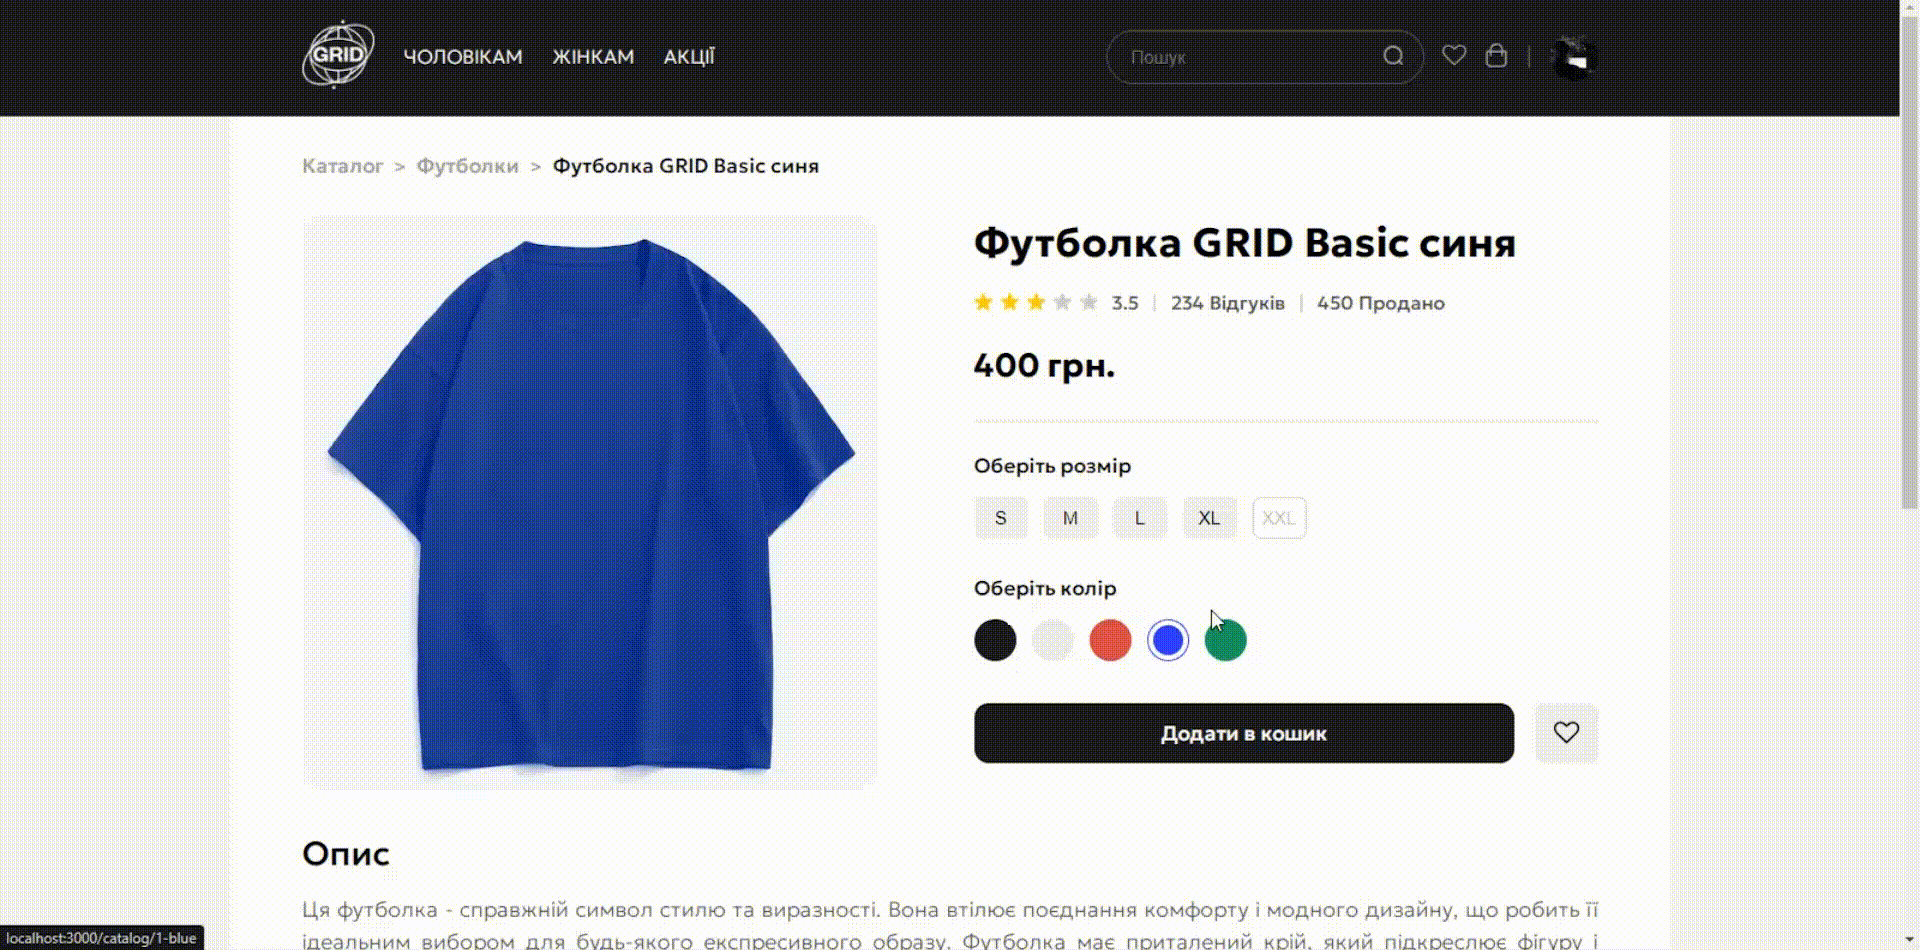 GRID
ЧОЛОВІКАМ ЖІНКАМ АКЦІЇ
Пошук
Каталог > Футболки > Футболка GRID Basic синя
Футболка GRID Basic синя
3.5 | 234 Відгуків | 450 Продано
400 грн.
Оберіть розмір
S M L XL XXL
Оберіть колір
Додати в кошик
Опис
Ця футболка - справжній символ стилю та виразності. Вона втілює поєднання комфорту і модного дизайну, що робить її
ідеальним вибором для будь-якого експресивного образу. Футболка має приталений крій, який підкреслює фігуру і
localhost:3000/catalog/1-blue